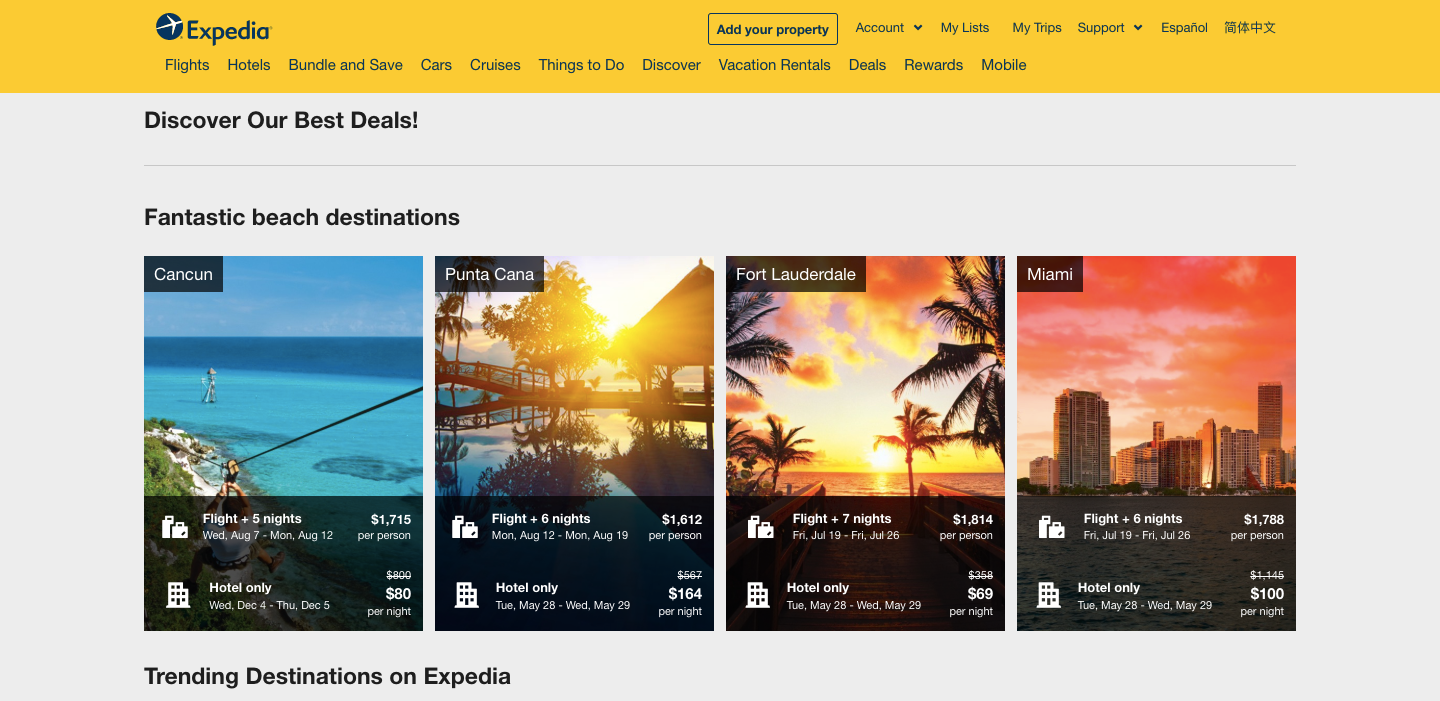 Expedia
Add your property Account My Lists My Trips Support Español 简体中文
Flights Hotels Bundle and Save Cars Cruises Things to Do Discover Vacation Rentals Deals Rewards Mobile
Discover Our Best Deals!
Fantastic beach destinations
Cancun
Flight + 5 nights $1,715
Wed, Aug 7 - Mon, Aug 12 per person
$800
Hotel only $80
Wed, Dec 4 - Thu, Dec 5 per night
Punta Cana
Flight + 6 nights $1,612
Mon, Aug 12 - Mon, Aug 19 per person
$567
Hotel only $164
Tue, May 28 - Wed, May 29 per night
Fort Lauderdale
Flight + 7 nights $1,814
Fri, Jul 19 - Fri, Jul 26 per person
$358
Hotel only $69
Tue, May 28 - Wed, May 29 per night
Miami
Flight + 6 nights $1,788
Fri, Jul 19 - Fri, Jul 26 per person
$1,145
Hotel only $100
Tue, May 28 - Wed, May 29 per night
Trending Destinations on Expedia